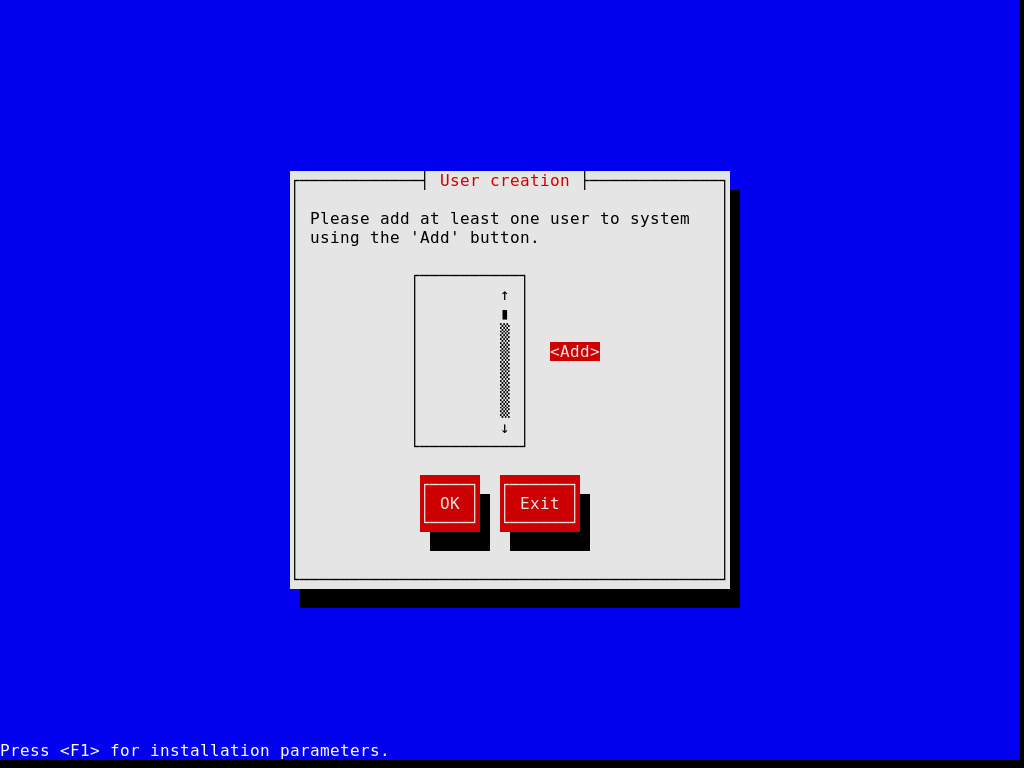 User creation
Please add at least one user to system
using the 'Add' button.
↑
<Add>
↓
OK Exit
Press <F1> for installation parameters.